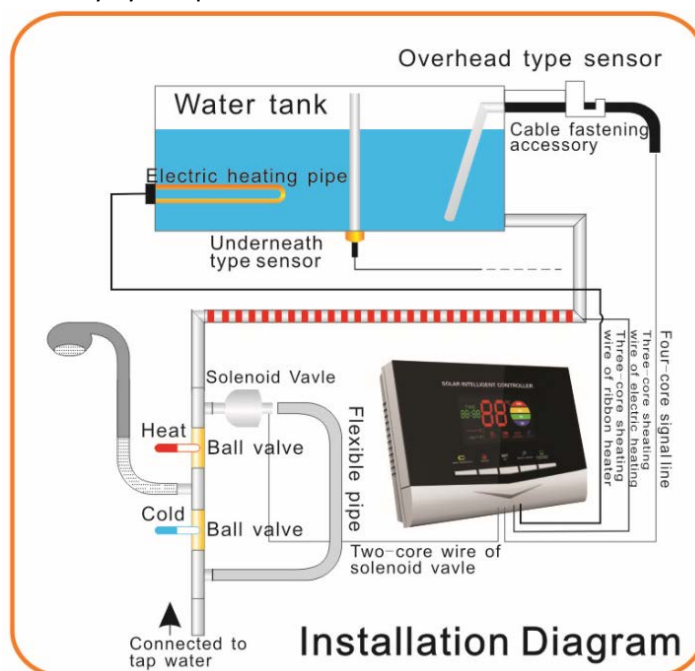 Overhead type sensor
Water tank
Cable fastening
accessory
Electric heating pipe
Underneath
type sensor
Four-core signal line
Three-core sheating
wire of electric heating
Three-core sheating
wire of ribbon heater
Solenoid Vavle
SOLAR INTELLIGENT CONTROLLER
88
Flexible pipe
Heat
Ball valve
Cold
Ball valve
Two-core wire of
solenoid vavle
Connected to
tap water
Installation Diagram